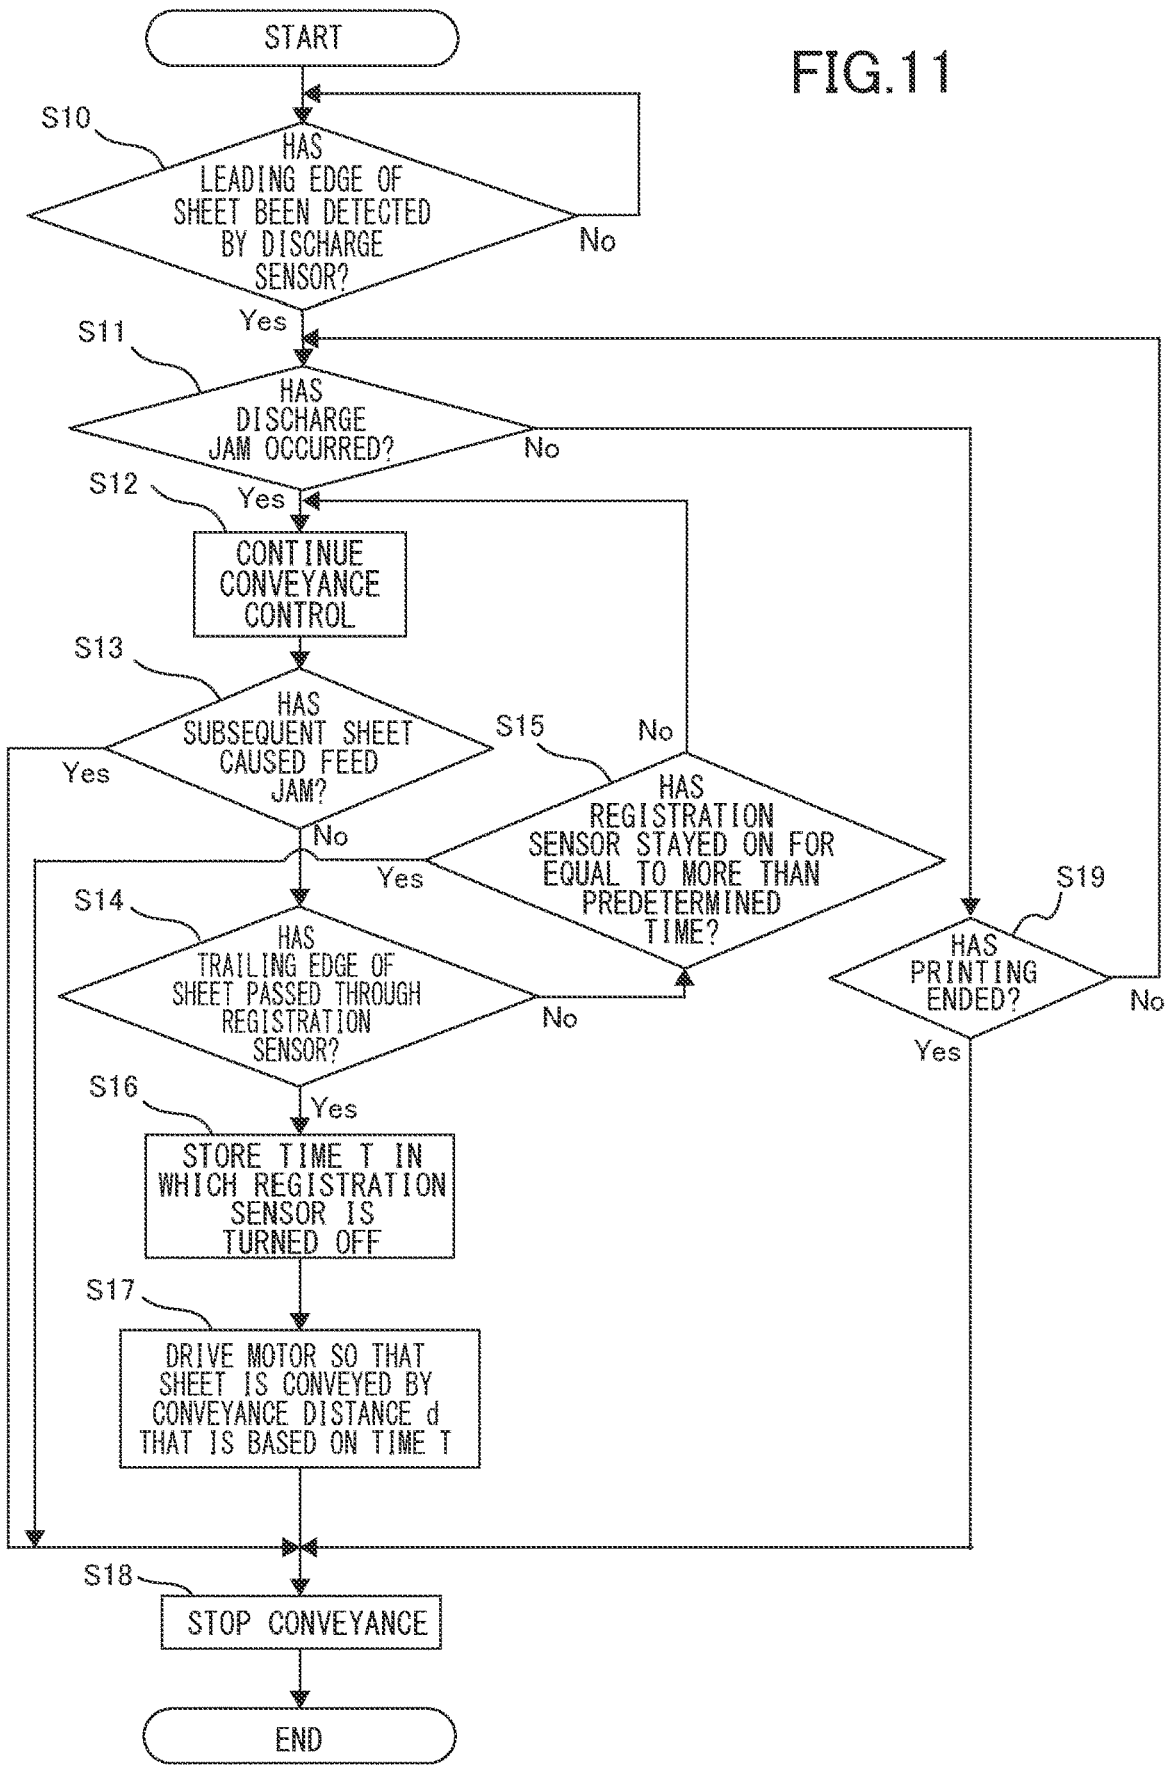 START
FIG.11
S10
HAS
LEADING EDGE OF
SHEET BEEN DETECTED
BY DISCHARGE
SENSOR?
No
Yes
S11
HAS
DISCHARGE
JAM OCCURRED?
No
Yes
S12
CONTINUE
CONVEYANCE
CONTROL
S13
HAS
SUBSEQUENT SHEET
CAUSED FEED
JAM?
Yes
No
S15
No
HAS
REGISTRATION
SENSOR STAYED ON FOR
EQUAL TO MORE THAN
PREDETERMINED
TIME?
Yes
S14
HAS
TRAILING EDGE OF
SHEET PASSED THROUGH
REGISTRATION
SENSOR?
No
Yes
S19
HAS
PRINTING
ENDED?
No
Yes
S16
STORE TIME T IN
WHICH REGISTRATION
SENSOR IS
TURNED OFF
S17
DRIVE MOTOR SO THAT
SHEET IS CONVEYED BY
CONVEYANCE DISTANCE d
THAT IS BASED ON TIME T
S18
STOP CONVEYANCE
END